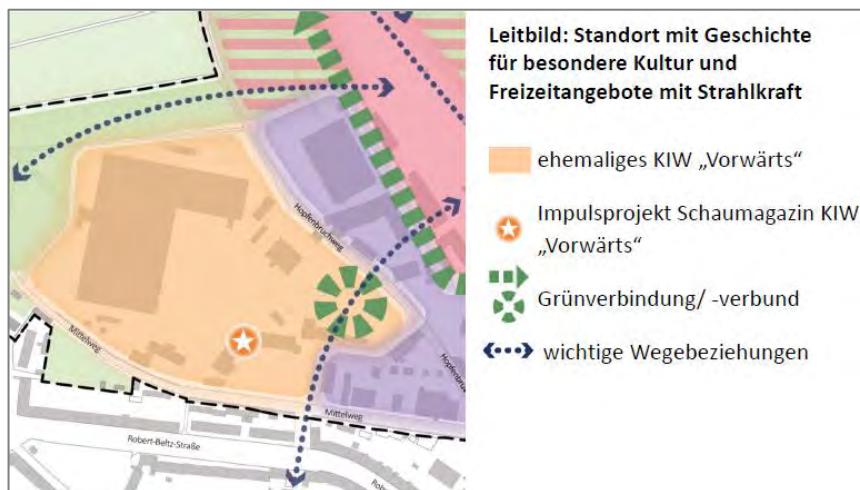 Leitbild: Standort mit Geschichte
für besondere Kultur und
Freizeitangebote mit Strahlkraft
ehemaliges KIW „Vorwärts“
Impulsprojekt Schaumagazin KIW
„Vorwärts“
Grünverbindung/ -verbund
wichtige Wegebeziehungen
Hopfenbruchweg
Mittelweg
Mittelweg
Robert-Beltz-Straße